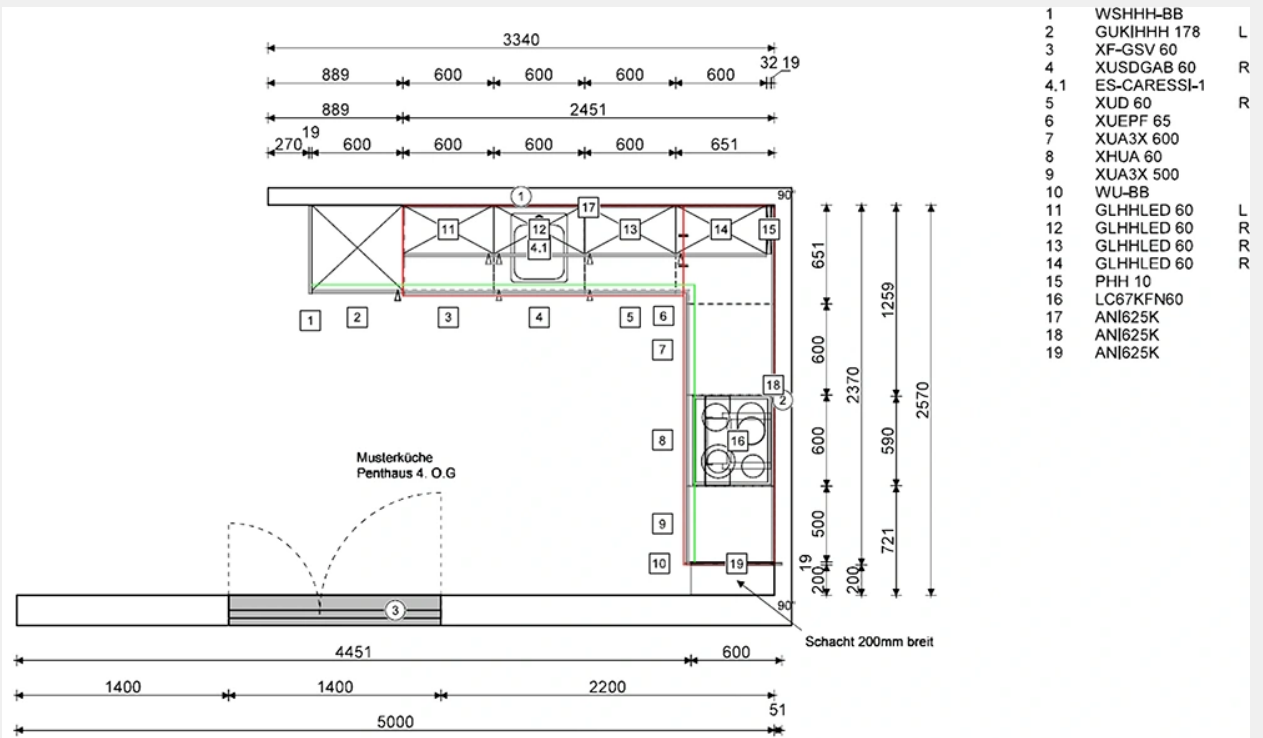 3340
889 600 600 600 600 32 19
889 2451
270 19 600 600 600 600 651
1 WSHHH-BB
2 GUKIHHH 178 L
3 XF-GSV 60
4 XUSDGAB 60 R
4.1 ES-CARESSI-1
5 XUD 60 R
6 XUEPF 65
7 XUA3X 600
8 XHUA 60
9 XUA3X 500
10 WU-BB
11 GLHHLED 60 L
12 GLHHLED 60 R
13 GLHHLED 60 R
14 GLHHLED 60 R
15 PHH 10
16 LC67KFN60
17 ANI625K
18 ANI625K
19 ANI625K
1 90°
17
11 12 13 14 15
4.1
1 2 3 4 5 6
7
18
2
8 16
9
10 19
651 600 600 500 19 200
2370 200
1259 590 721
2570
Musterküche
Penthaus 4. O.G
3
90°
Schacht 200mm breit
4451 600
1400 1400 2200
51
5000